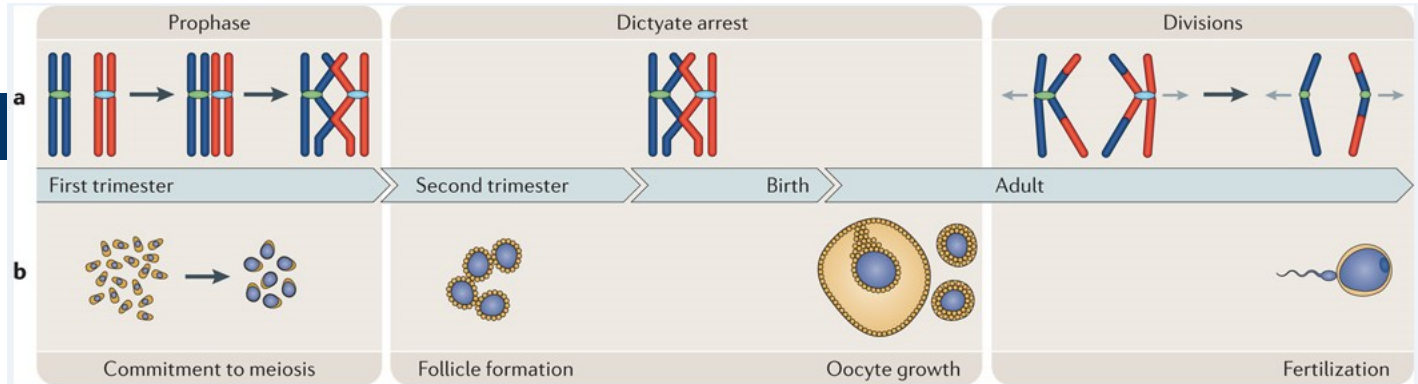 Prophase
Dictyate arrest
Divisions
a
First trimester
Second trimester
Birth
Adult
b
Commitment to meiosis
Follicle formation
Oocyte growth
Fertilization